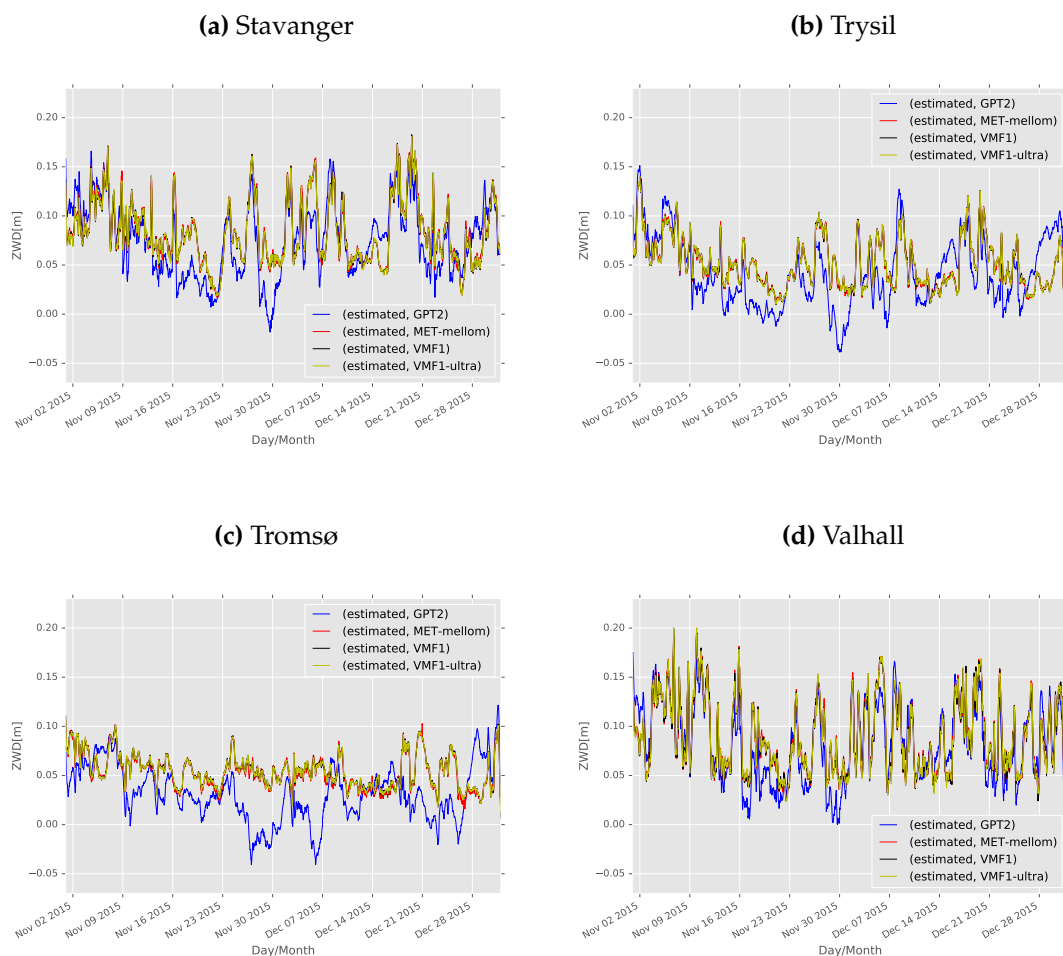 (a) Stavanger
(b) Trysil
0.20
0.15
0.10
0.05
0.00
−0.05
ZWD[m]
(estimated, GPT2)
(estimated, MET-mellom)
(estimated, VMF1)
(estimated, VMF1-ultra)
Nov 02 2015
Nov 09 2015
Nov 16 2015
Nov 23 2015
Nov 30 2015
Dec 07 2015
Dec 14 2015
Dec 21 2015
Dec 28 2015
Day/Month
0.20
0.15
0.10
0.05
0.00
−0.05
ZWD[m]
(estimated, GPT2)
(estimated, MET-mellom)
(estimated, VMF1)
(estimated, VMF1-ultra)
Nov 02 2015
Nov 09 2015
Nov 16 2015
Nov 23 2015
Nov 30 2015
Dec 07 2015
Dec 14 2015
Dec 21 2015
Dec 28 2015
Day/Month
(c) Tromsø
(d) Valhall
0.20
0.15
0.10
0.05
0.00
−0.05
ZWD[m]
(estimated, GPT2)
(estimated, MET-mellom)
(estimated, VMF1)
(estimated, VMF1-ultra)
Nov 02 2015
Nov 09 2015
Nov 16 2015
Nov 23 2015
Nov 30 2015
Dec 07 2015
Dec 14 2015
Dec 21 2015
Dec 28 2015
Day/Month
0.20
0.15
0.10
0.05
0.00
−0.05
ZWD[m]
(estimated, GPT2)
(estimated, MET-mellom)
(estimated, VMF1)
(estimated, VMF1-ultra)
Nov 02 2015
Nov 09 2015
Nov 16 2015
Nov 23 2015
Nov 30 2015
Dec 07 2015
Dec 14 2015
Dec 21 2015
Dec 28 2015
Day/Month